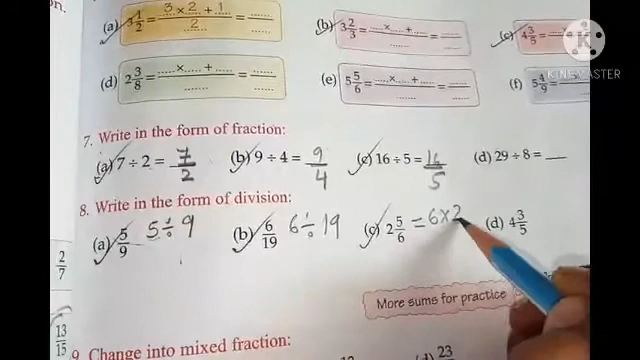 on.
(a) 3 1/2 = 3 × 2 + 1 / 2 = ...... / ......
(b) 3 2/3 = ...... × ...... + ...... / ...... = ...... / ......
(c) 4 3/5 =
KINEMASTER
(d) 2 3/8 = ...... × ...... + ...... / ...... = ...... / ......
(e) 5 5/6 = ...... × ...... + ...... / ...... = ...... / ......
(f) 5 4/9 =
7. Write in the form of fraction:
(a) 7 ÷ 2 = 7/2
(b) 9 ÷ 4 = 9/4
(c) 16 ÷ 5 = 16/5
(d) 29 ÷ 8 = ___
8. Write in the form of division:
(a) 5/9 5 ÷ 9
(b) 6/19 6 ÷ 19
(c) 2 5/6 = 6×2
(d) 4 3/5
2/7
More sums for practice
13/15
9. Change into mixed fraction:
(d) 23